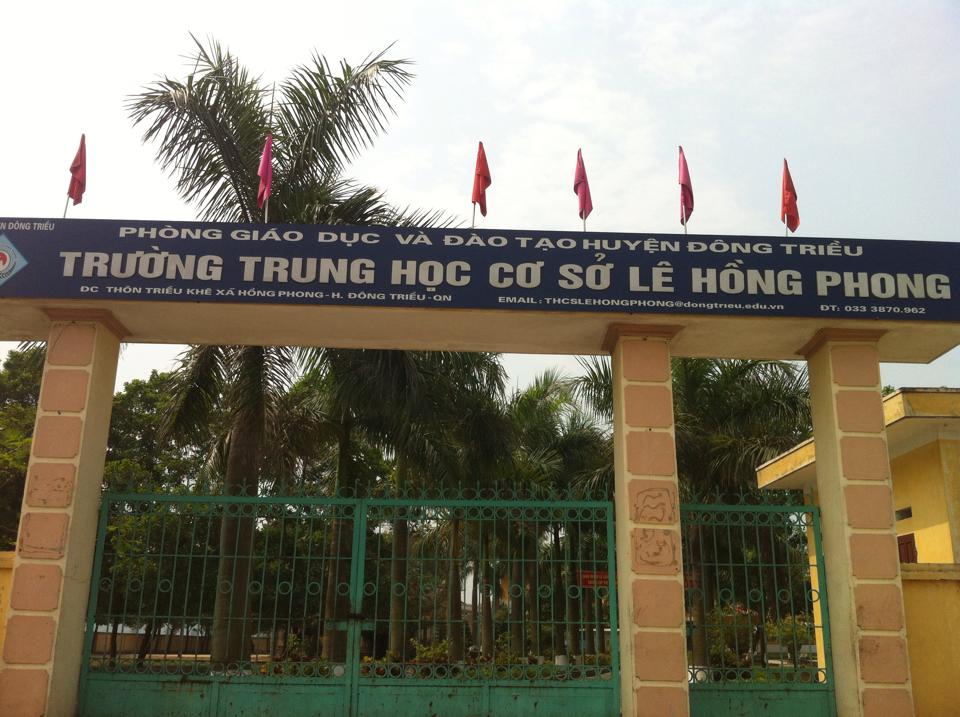 N ĐÔNG TRIỀU
PHÒNG GIÁO DỤC VÀ ĐÀO TẠO HUYỆN ĐÔNG TRIỀU
TRƯỜNG TRUNG HỌC CƠ SỞ LÊ HỒNG PHONG
ĐC THÔN TRIỀU KHÊ XÃ HỒNG PHONG - H. ĐÔNG TRIỀU - QN EMAIL : THCSLEHONGPHONG@dongtrieu.edu.vn ĐT: 033 3870.962